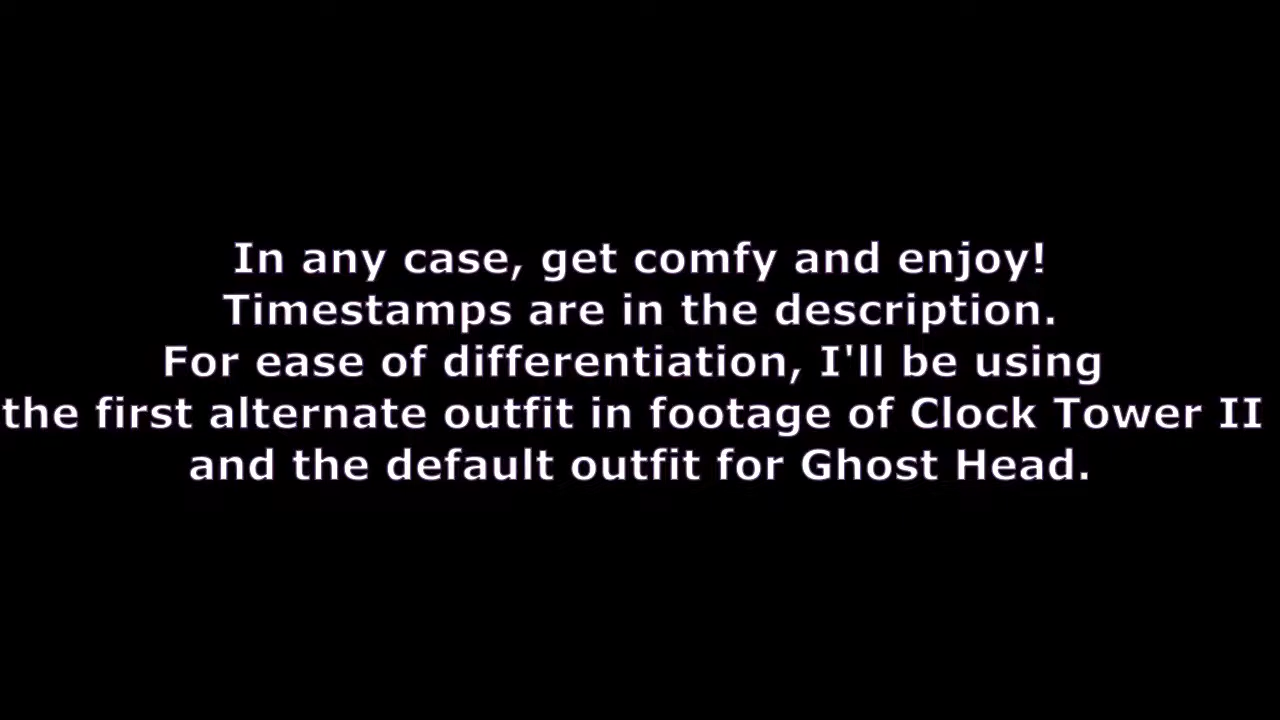 In any case, get comfy and enjoy!
Timestamps are in the description.
For ease of differentiation, I'll be using
the first alternate outfit in footage of Clock Tower II
and the default outfit for Ghost Head.